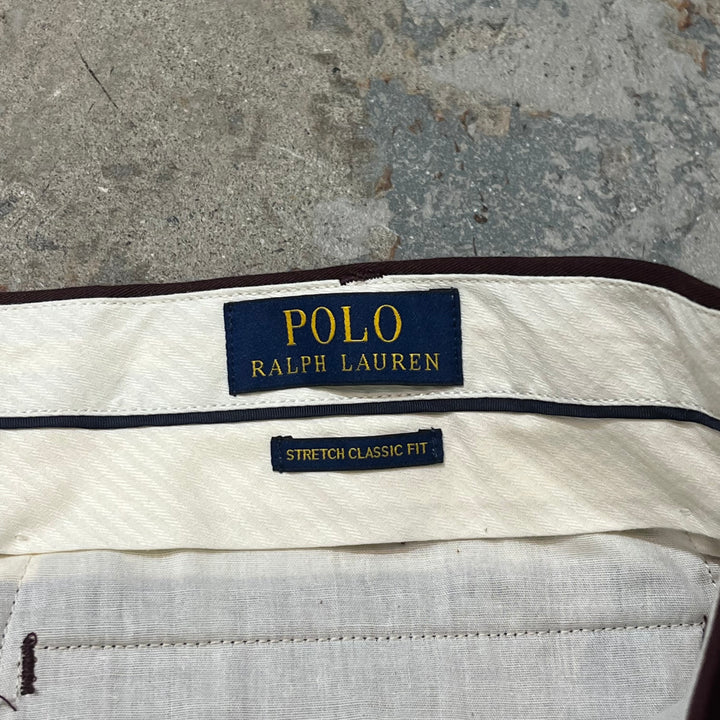 POLO
RALPH LAUREN
STRETCH CLASSIC FIT